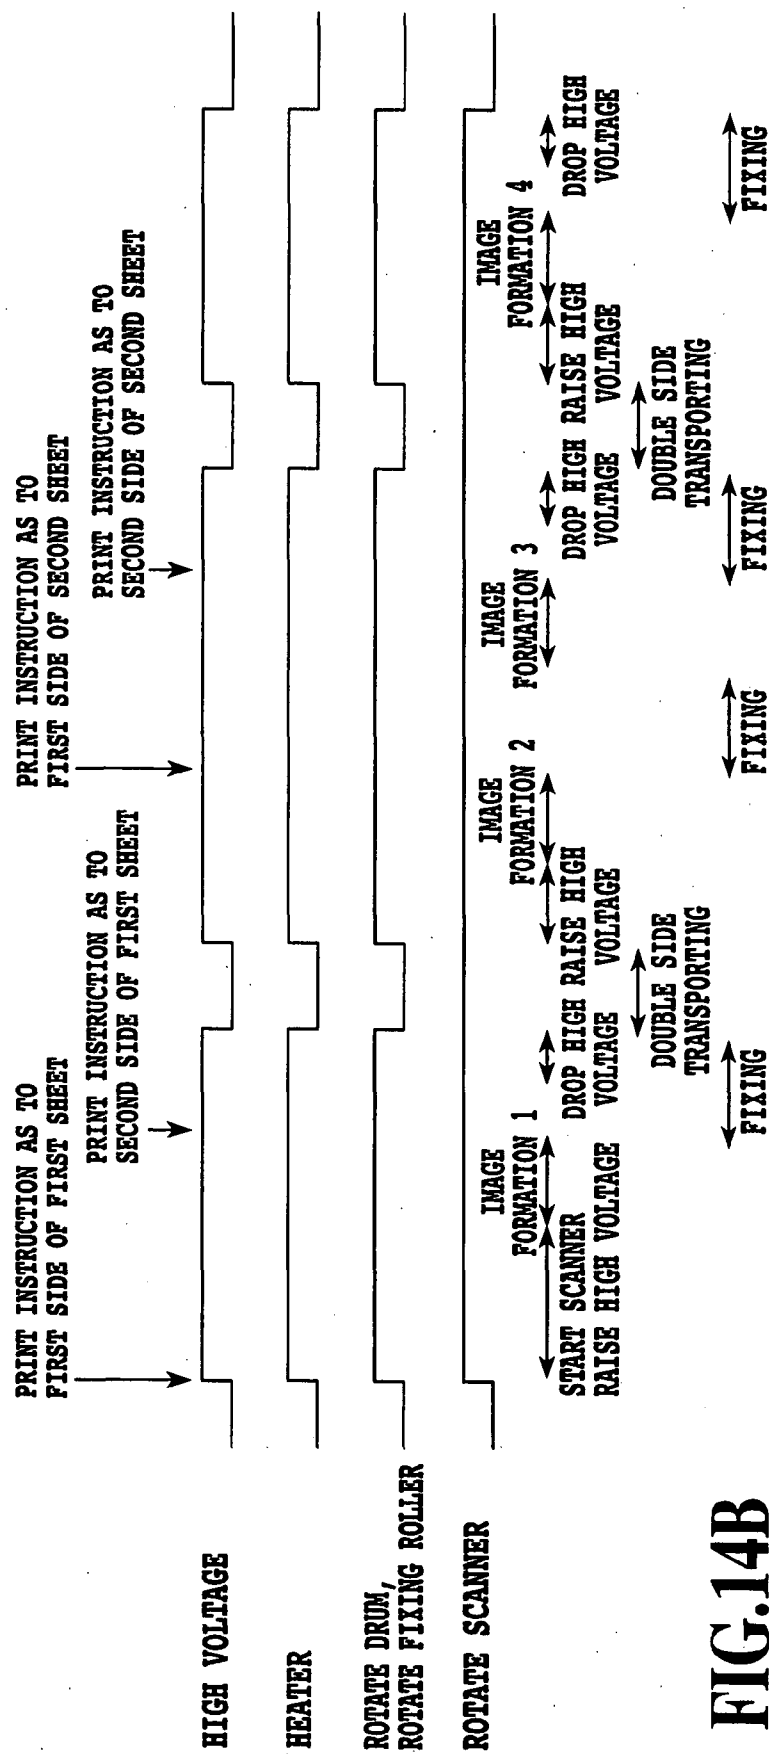 PRINT INSTRUCTION AS TO
FIRST SIDE OF FIRST SHEET
PRINT INSTRUCTION AS TO
SECOND SIDE OF FIRST SHEET
PRINT INSTRUCTION AS TO
FIRST SIDE OF SECOND SHEET
PRINT INSTRUCTION AS TO
SECOND SIDE OF SECOND SHEET
HIGH VOLTAGE
HEATER
ROTATE DRUM,
ROTATE FIXING ROLLER
ROTATE SCANNER
START SCANNER
RAISE HIGH VOLTAGE
IMAGE
FORMATION 1
DROP HIGH
VOLTAGE
RAISE HIGH
VOLTAGE
IMAGE
FORMATION 2
IMAGE
FORMATION 3
DROP HIGH
VOLTAGE
RAISE HIGH
VOLTAGE
IMAGE
FORMATION 4
DROP HIGH
VOLTAGE
DOUBLE SIDE
TRANSPORTING
DOUBLE SIDE
TRANSPORTING
FIXING
FIXING
FIXING
FIXING
FIG.14B